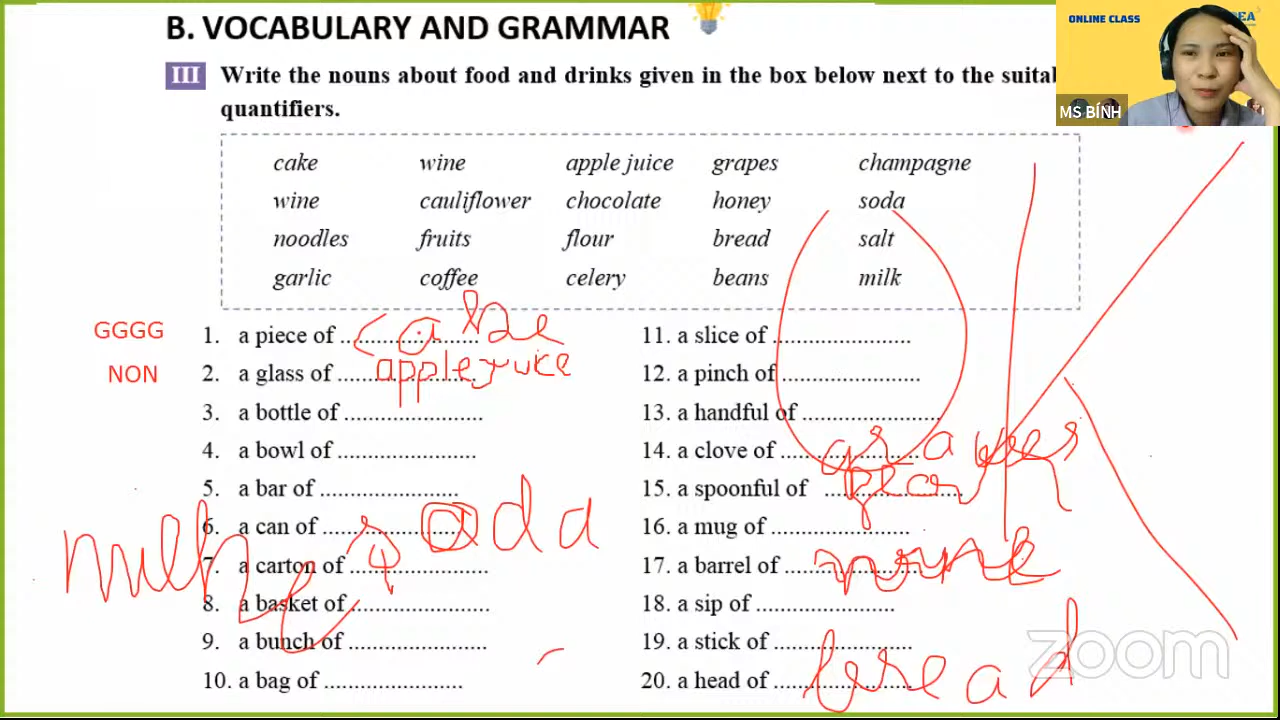 B. VOCABULARY AND GRAMMAR
ONLINE CLASS
MS BÍNH
III Write the nouns about food and drinks given in the box below next to the
quantifiers.
cake wine apple juice grapes champagne
wine cauliflower chocolate honey soda
noodles fruits flour bread salt
garlic coffee celery beans milk
GGGG
NON
1. a piece of ........................ cake
2. a glass of ........................ apple juice
3. a bottle of ........................
4. a bowl of ........................
5. a bar of ........................
6. a can of ........................ soda
7. a carton of ........................
8. a basket of ........................
9. a bunch of ........................
10. a bag of ........................
11. a slice of ........................
12. a pinch of ........................
13. a handful of ........................
14. a clove of ........................
15. a spoonful of ........................
16. a mug of ........................
17. a barrel of ........................
18. a sip of ........................
19. a stick of ........................
20. a head of ........................ bread
K
zoom